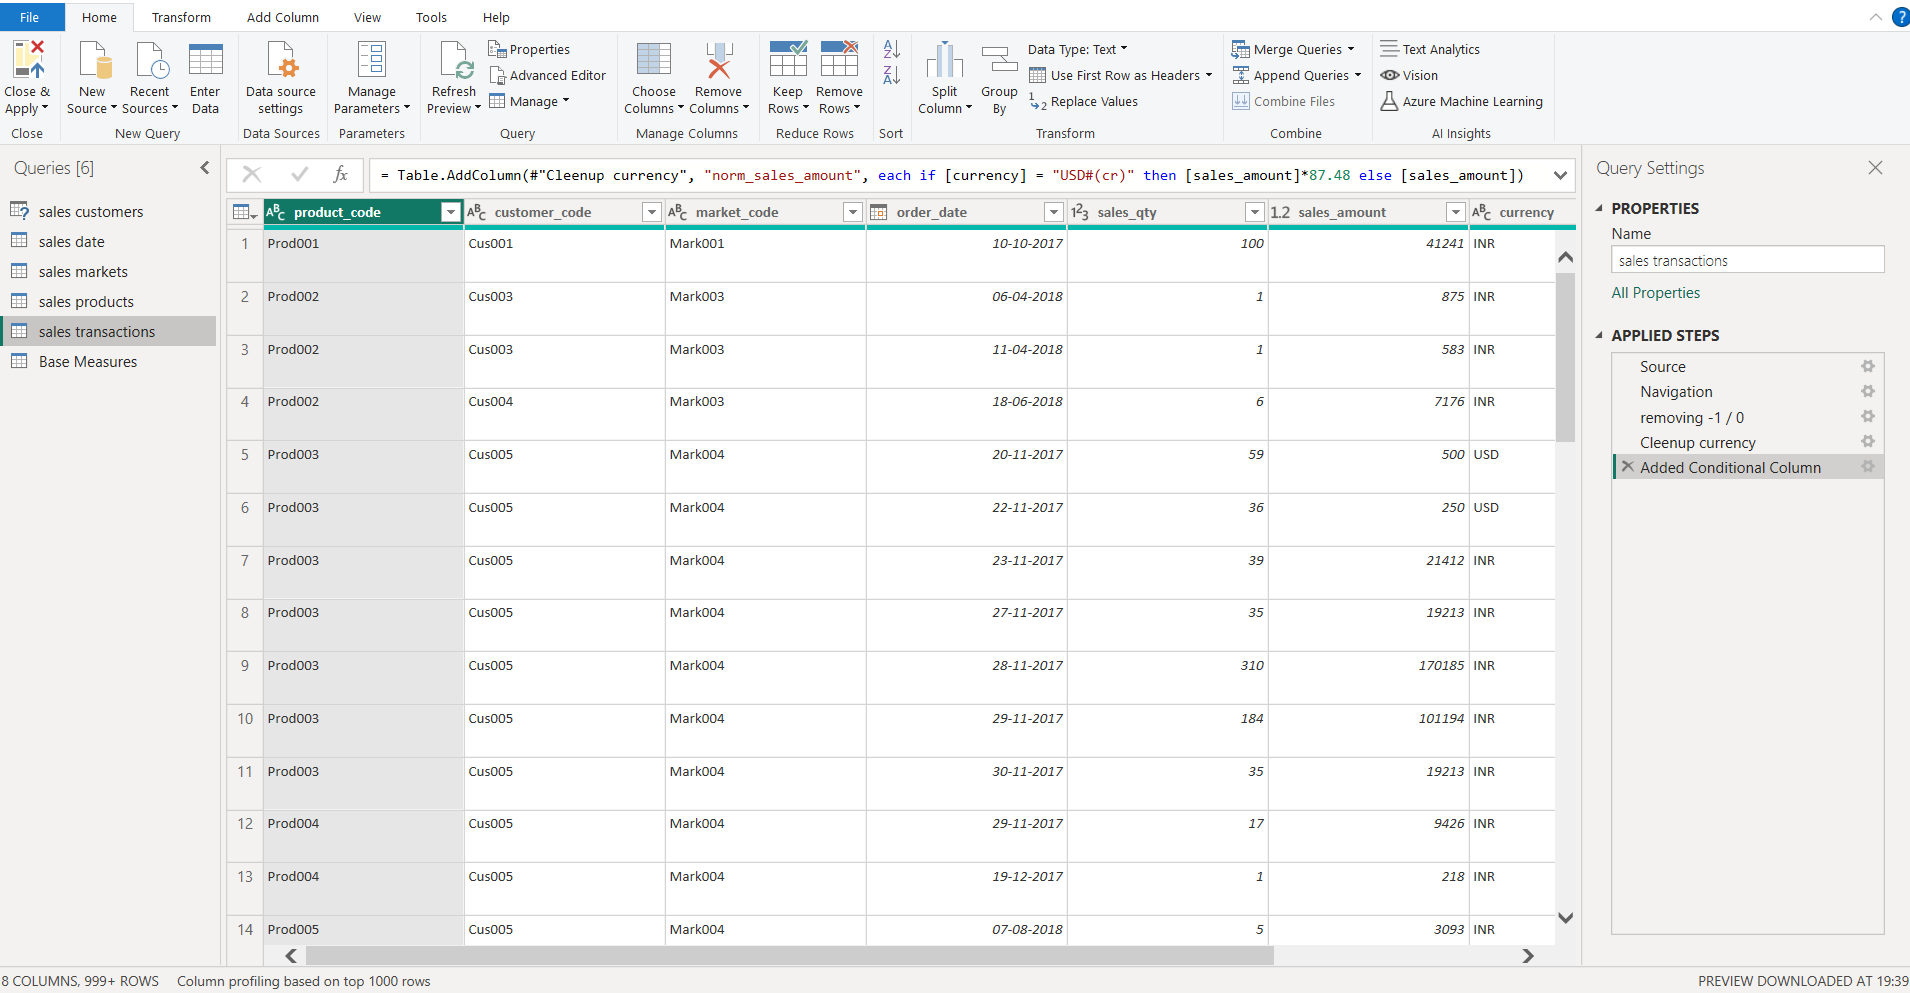 File Home Transform Add Column View Tools Help
Close & Apply
Close
New Source
Recent Sources
Enter Data
New Query
Data source settings
Data Sources
Manage Parameters
Parameters
Refresh Preview
Properties
Advanced Editor
Manage
Query
Choose Columns
Remove Columns
Manage Columns
Keep Rows
Remove Rows
Reduce Rows
Sort
Split Column
Group By
Data Type: Text
Use First Row as Headers
Replace Values
Transform
Merge Queries
Append Queries
Combine Files
Combine
Text Analytics
Vision
Azure Machine Learning
AI Insights
Queries [6]
sales customers
sales date
sales markets
sales products
sales transactions
Base Measures
fx = Table.AddColumn(#"Cleenup currency", "norm_sales_amount", each if [currency] = "USD#(cr)" then [sales_amount]*87.48 else [sales_amount])
product_code customer_code market_code order_date sales_qty 1.2 sales_amount currency
1 Prod001 Cus001 Mark001 10-10-2017 100 41241 INR
2 Prod002 Cus003 Mark003 06-04-2018 1 875 INR
3 Prod002 Cus003 Mark003 11-04-2018 1 583 INR
4 Prod002 Cus004 Mark003 18-06-2018 6 7176 INR
5 Prod003 Cus005 Mark004 20-11-2017 59 500 USD
6 Prod003 Cus005 Mark004 22-11-2017 36 250 USD
7 Prod003 Cus005 Mark004 23-11-2017 39 21412 INR
8 Prod003 Cus005 Mark004 27-11-2017 35 19213 INR
9 Prod003 Cus005 Mark004 28-11-2017 310 170185 INR
10 Prod003 Cus005 Mark004 29-11-2017 184 101194 INR
11 Prod003 Cus005 Mark004 30-11-2017 35 19213 INR
12 Prod004 Cus005 Mark004 29-11-2017 17 9426 INR
13 Prod004 Cus005 Mark004 19-12-2017 1 218 INR
14 Prod005 Cus005 Mark004 07-08-2018 5 3093 INR
Query Settings
PROPERTIES
Name
sales transactions
All Properties
APPLIED STEPS
Source
Navigation
removing -1 / 0
Cleenup currency
Added Conditional Column
8 COLUMNS, 999+ ROWS Column profiling based on top 1000 rows PREVIEW DOWNLOADED AT 19:39